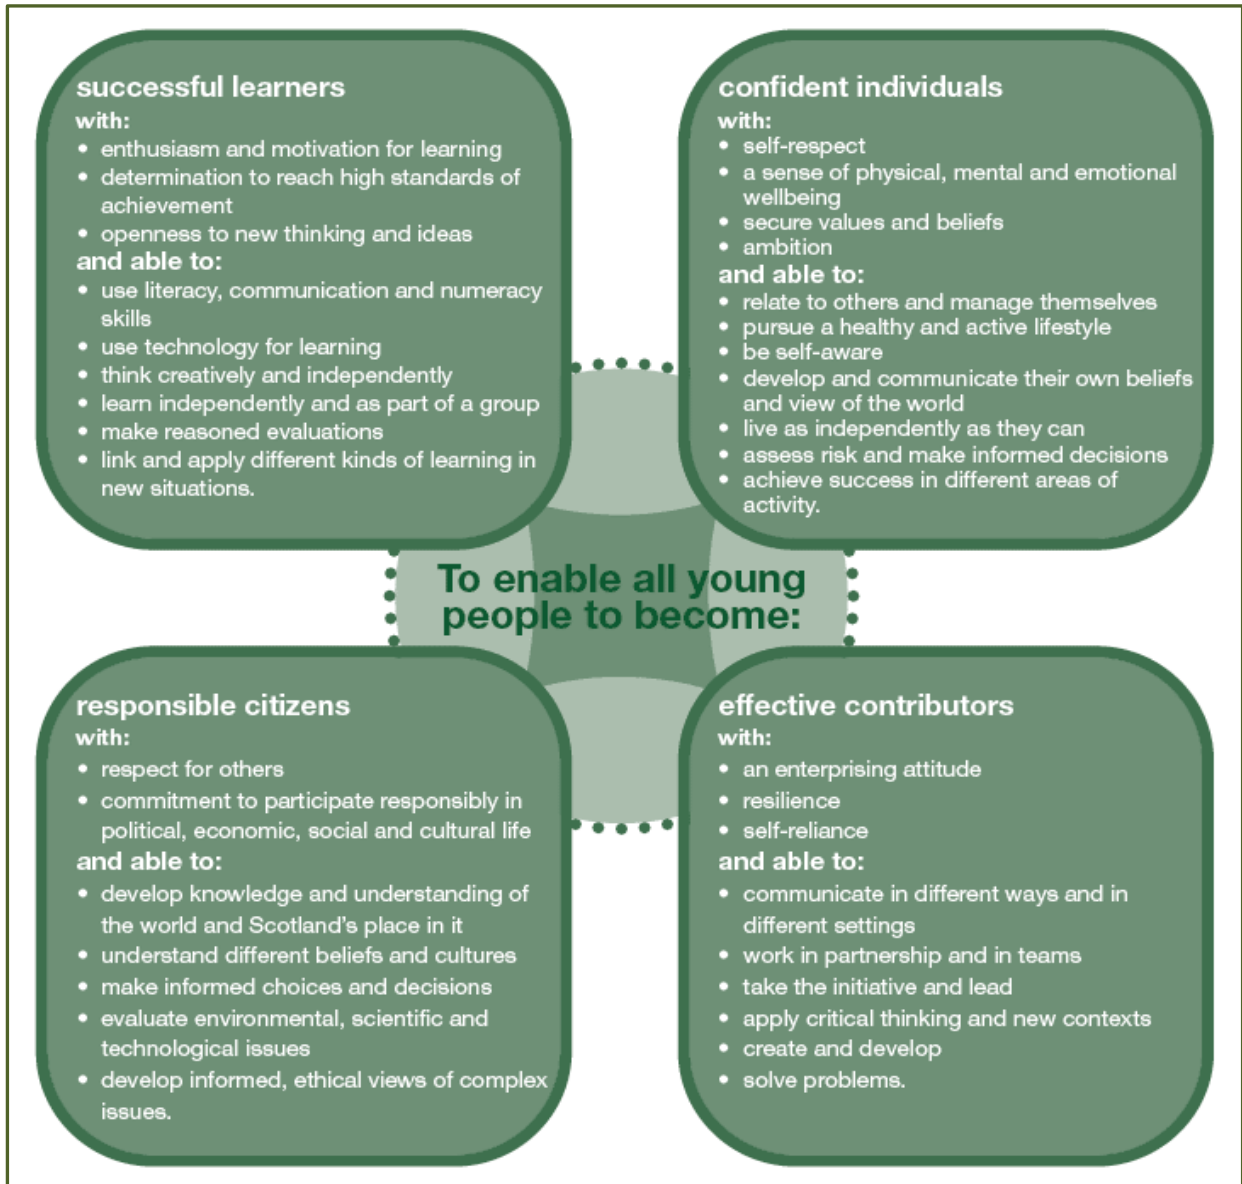 successful learners
with:
• enthusiasm and motivation for learning
• determination to reach high standards of
achievement
• openness to new thinking and ideas
and able to:
• use literacy, communication and numeracy
skills
• use technology for learning
• think creatively and independently
• learn independently and as part of a group
• make reasoned evaluations
• link and apply different kinds of learning in
new situations.
confident individuals
with:
• self-respect
• a sense of physical, mental and emotional
wellbeing
• secure values and beliefs
• ambition
and able to:
• relate to others and manage themselves
• pursue a healthy and active lifestyle
• be self-aware
• develop and communicate their own beliefs
and view of the world
• live as independently as they can
• assess risk and make informed decisions
• achieve success in different areas of
activity.
To enable all young
people to become:
responsible citizens
with:
• respect for others
• commitment to participate responsibly in
political, economic, social and cultural life
and able to:
• develop knowledge and understanding of
the world and Scotland's place in it
• understand different beliefs and cultures
• make informed choices and decisions
• evaluate environmental, scientific and
technological issues
• develop informed, ethical views of complex
issues.
effective contributors
with:
• an enterprising attitude
• resilience
• self-reliance
and able to:
• communicate in different ways and in
different settings
• work in partnership and in teams
• take the initiative and lead
• apply critical thinking and new contexts
• create and develop
• solve problems.